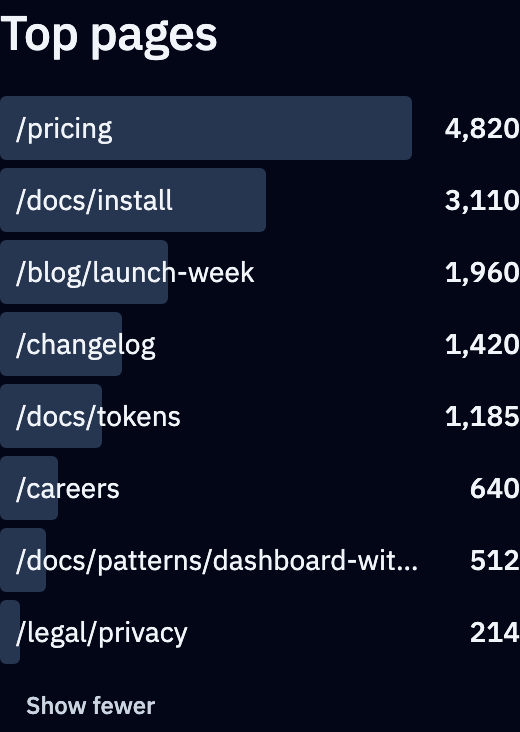 Top pages
/pricing 4,820
/docs/install 3,110
/blog/launch-week 1,960
/changelog 1,420
/docs/tokens 1,185
/careers 640
/docs/patterns/dashboard-wit... 512
/legal/privacy 214
Show fewer